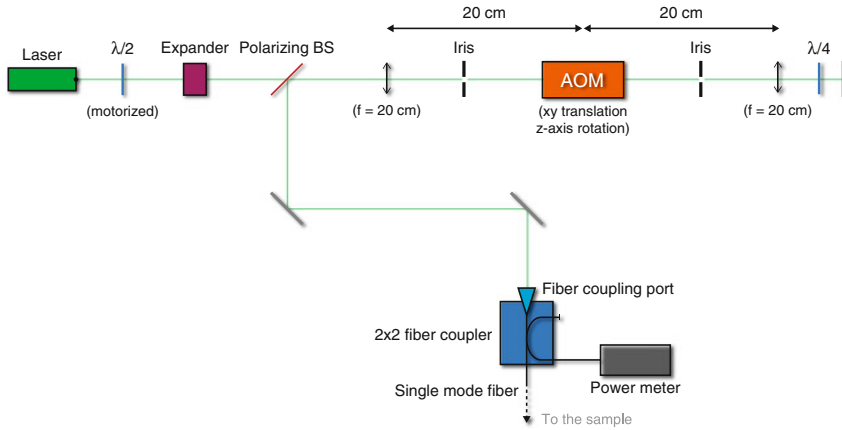 20 cm
20 cm
Laser
λ/2
Expander
Polarizing BS
Iris
Iris
λ/4
AOM
(motorized)
(f = 20 cm)
(xy translation
z-axis rotation)
(f = 20 cm)
Fiber coupling port
2x2 fiber coupler
Single mode fiber
Power meter
To the sample